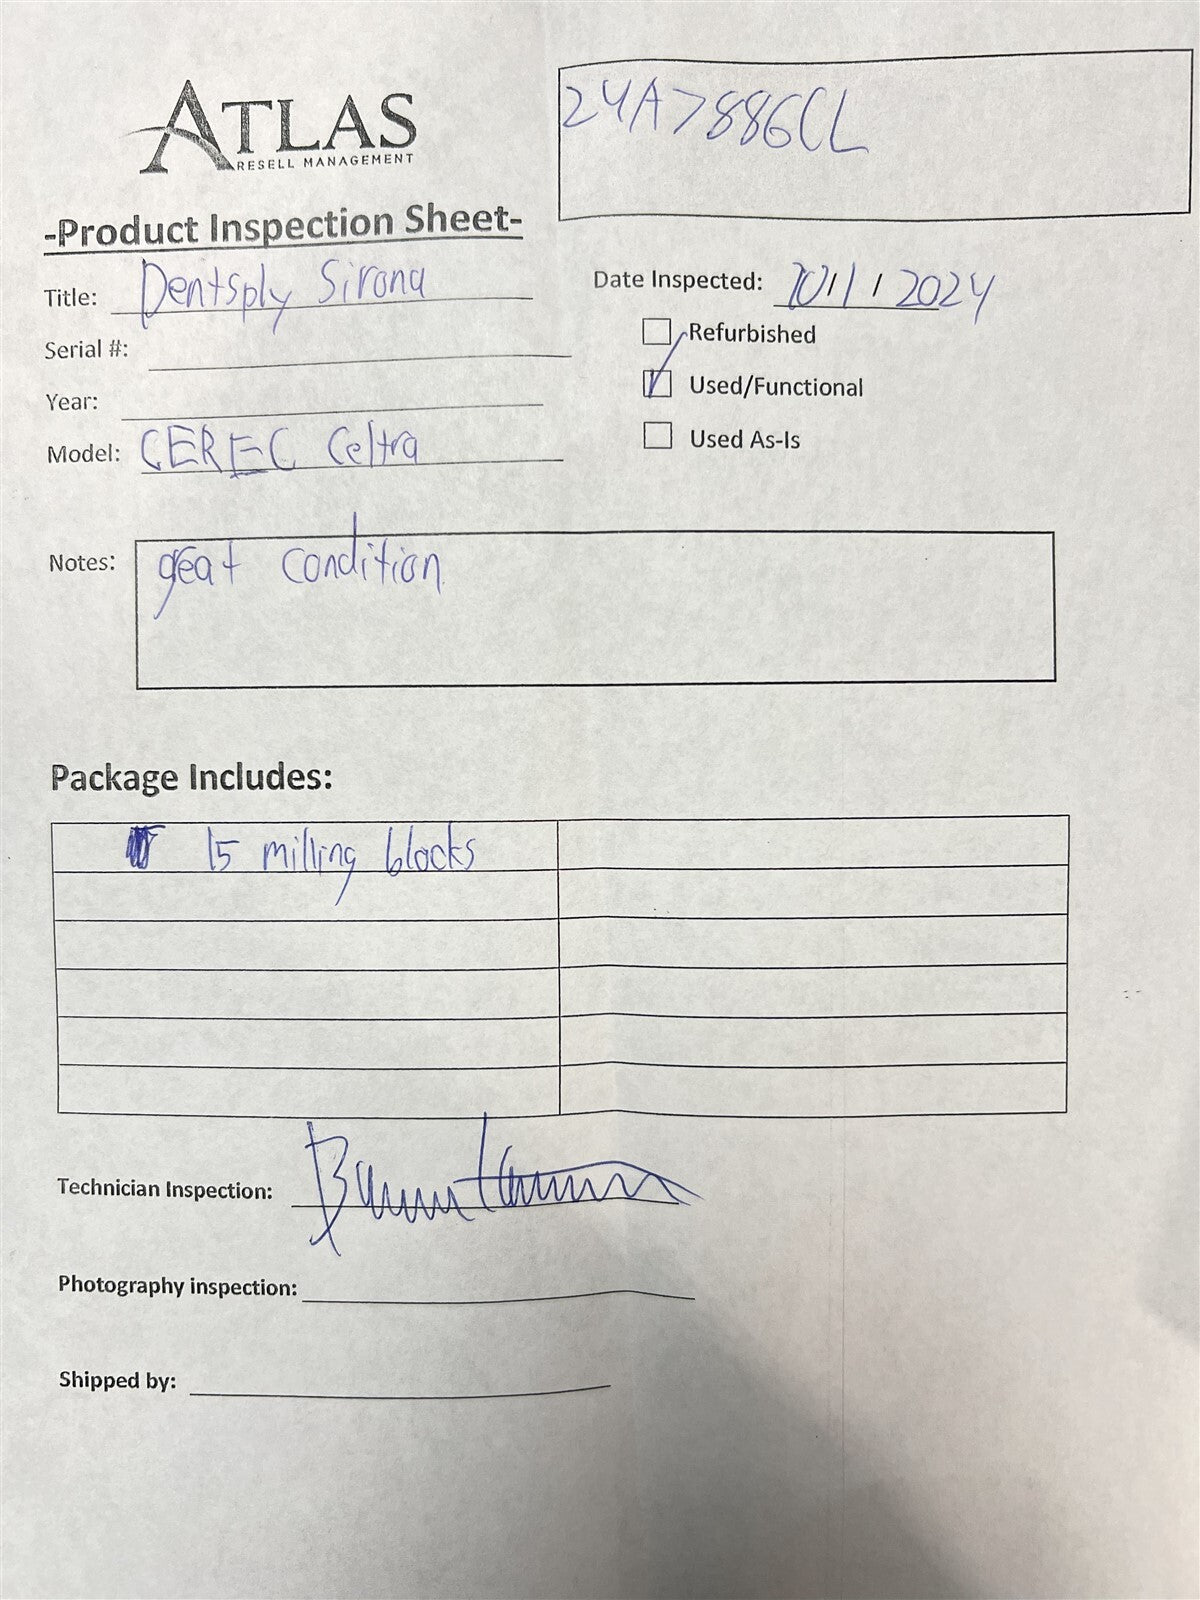 ATLAS
RESELL MANAGEMENT
24A7886CL
-Product Inspection Sheet-
Title: Dentsply Sirona
Date Inspected: 10/1/2024
Serial #:
Refurbished
Year:
Used/Functional
Model: CEREC Celtra
Used As-Is
Notes: great condition
Package Includes:
15 milling blocks
Technician Inspection:
Photography inspection:
Shipped by: